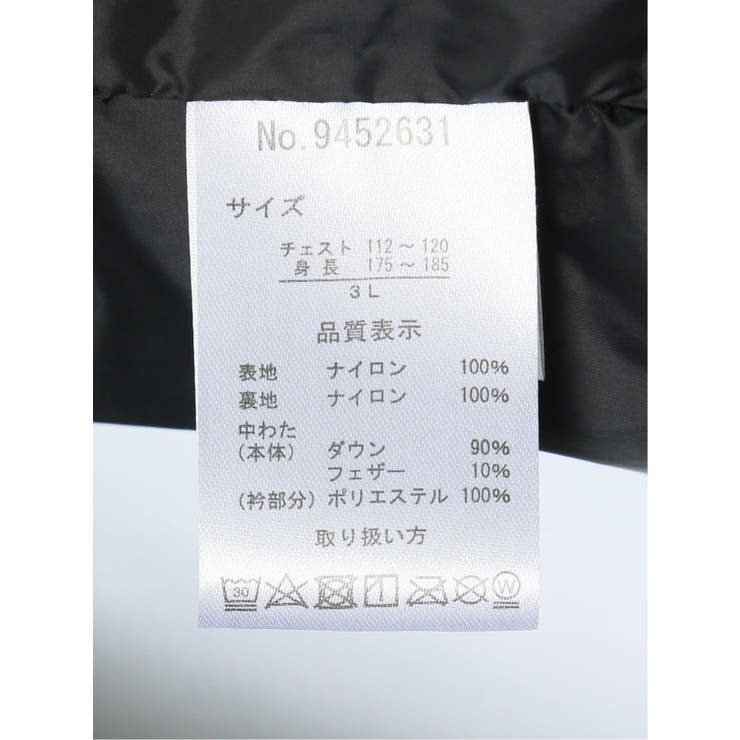 No.9452631
サイズ
チェスト 112～120
身長 175～185
3L
品質表示
表地 ナイロン 100%
裏地 ナイロン 100%
中わた
(本体) ダウン 90%
フェザー 10%
(衿部分) ポリエステル 100%
取り扱い方
30 W